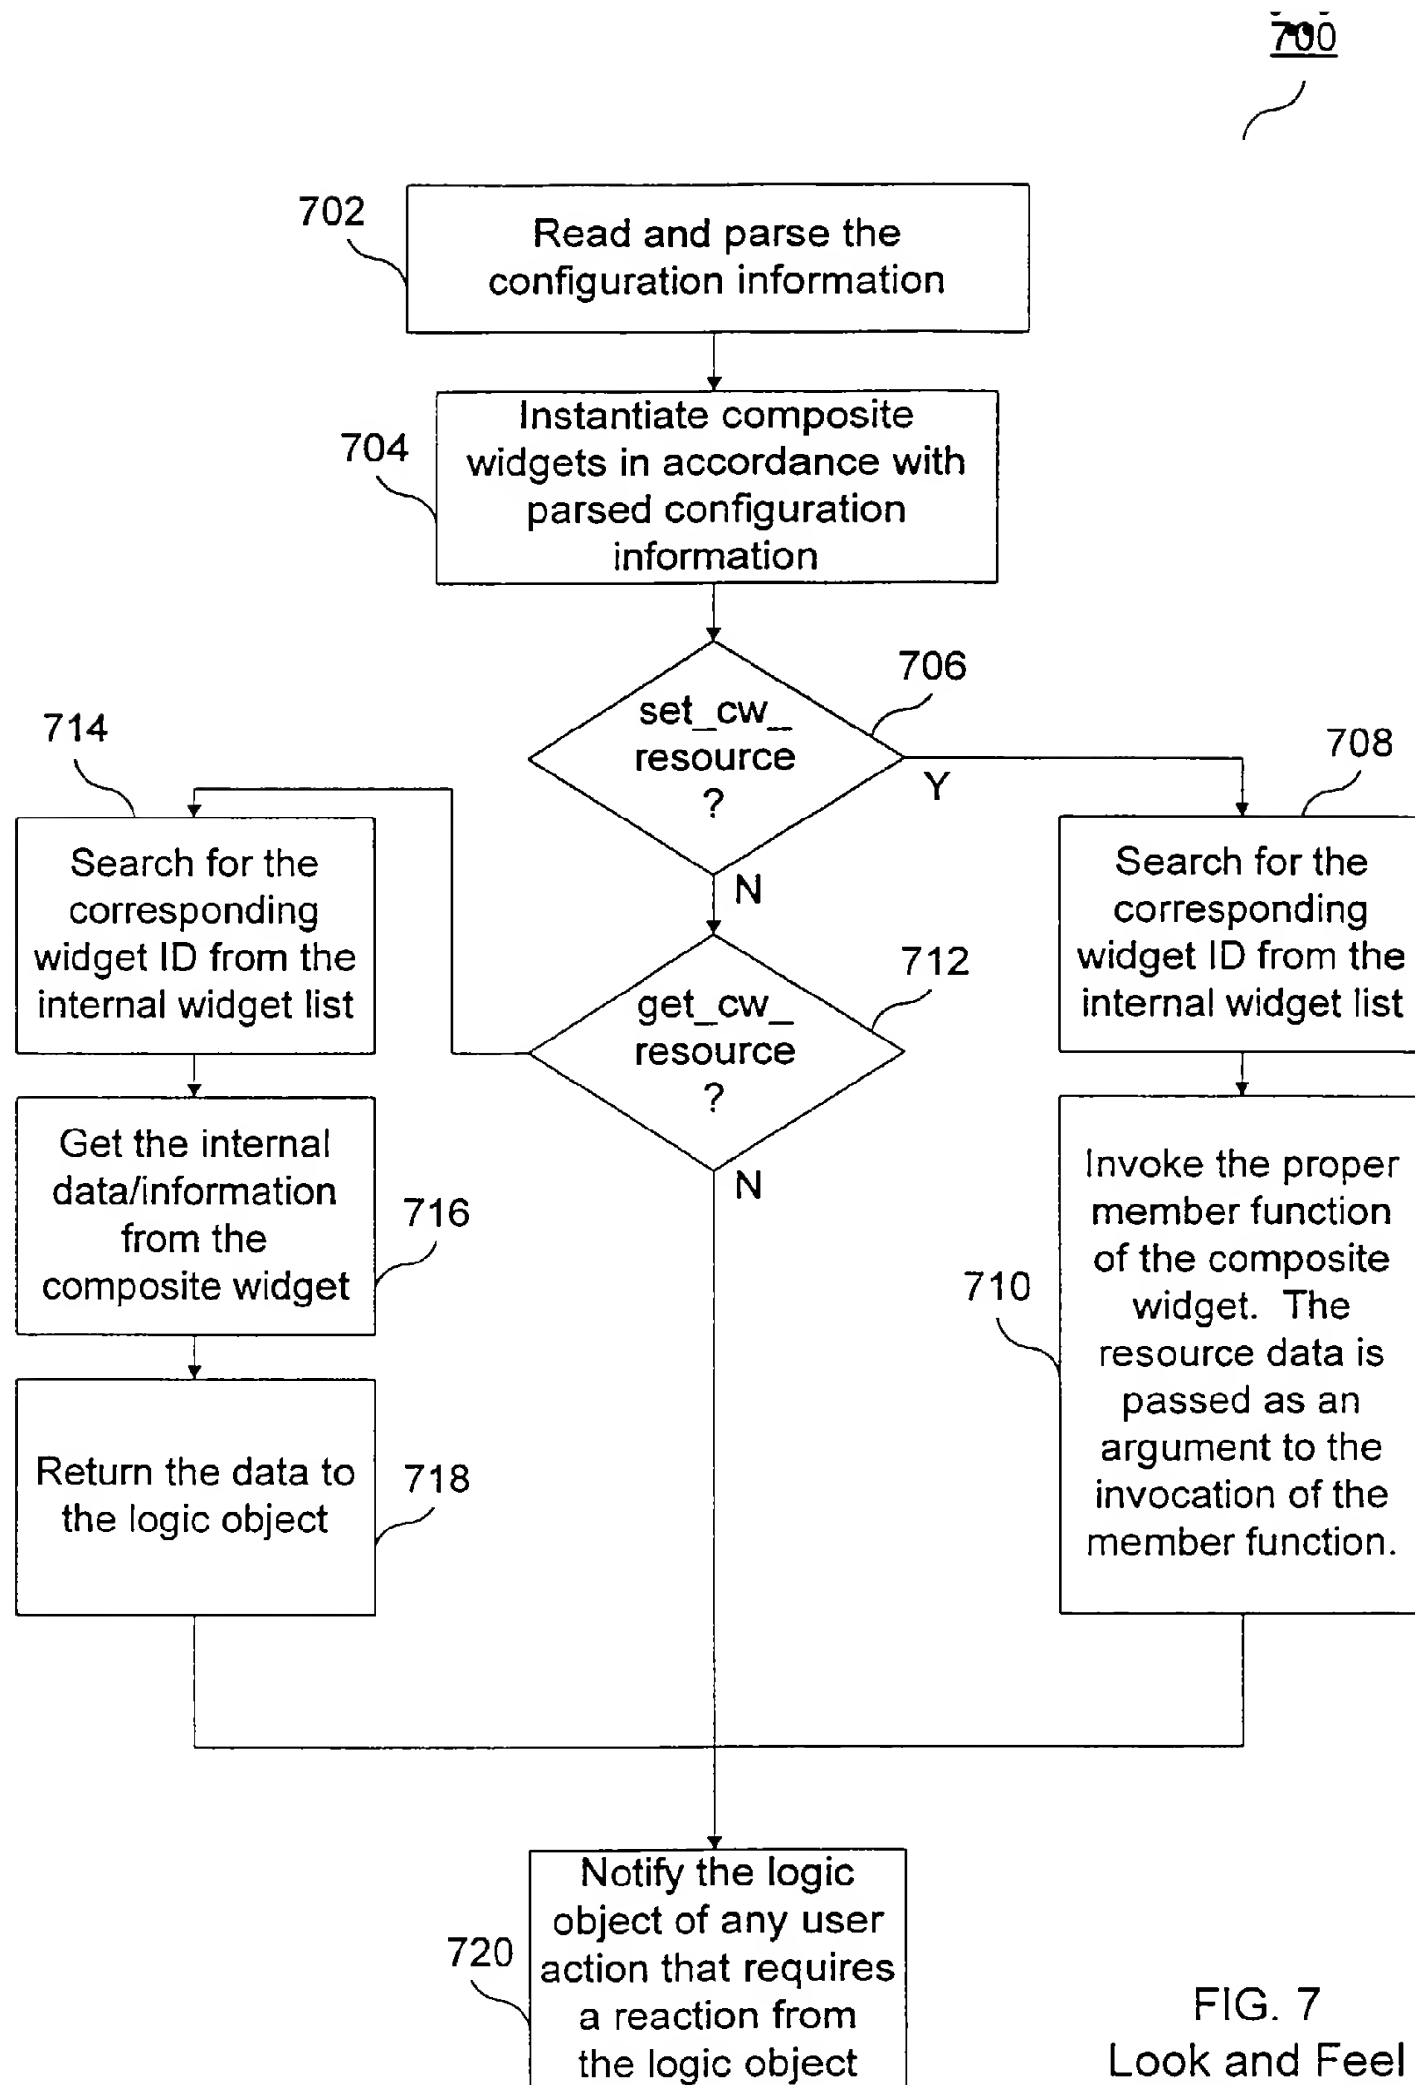 700
702
Read and parse the
configuration information
704
Instantiate composite
widgets in accordance with
parsed configuration
information
706
set_cw_
resource
?
Y
N
714
Search for the
corresponding
widget ID from the
internal widget list
708
Search for the
corresponding
widget ID from the
internal widget list
712
get_cw_
resource
?
N
Get the internal
data/information
from the
composite widget
716
710
Invoke the proper
member function
of the composite
widget. The
resource data is
passed as an
argument to the
invocation of the
member function.
Return the data to
the logic object
718
720
Notify the logic
object of any user
action that requires
a reaction from
the logic object
FIG. 7
Look and Feel